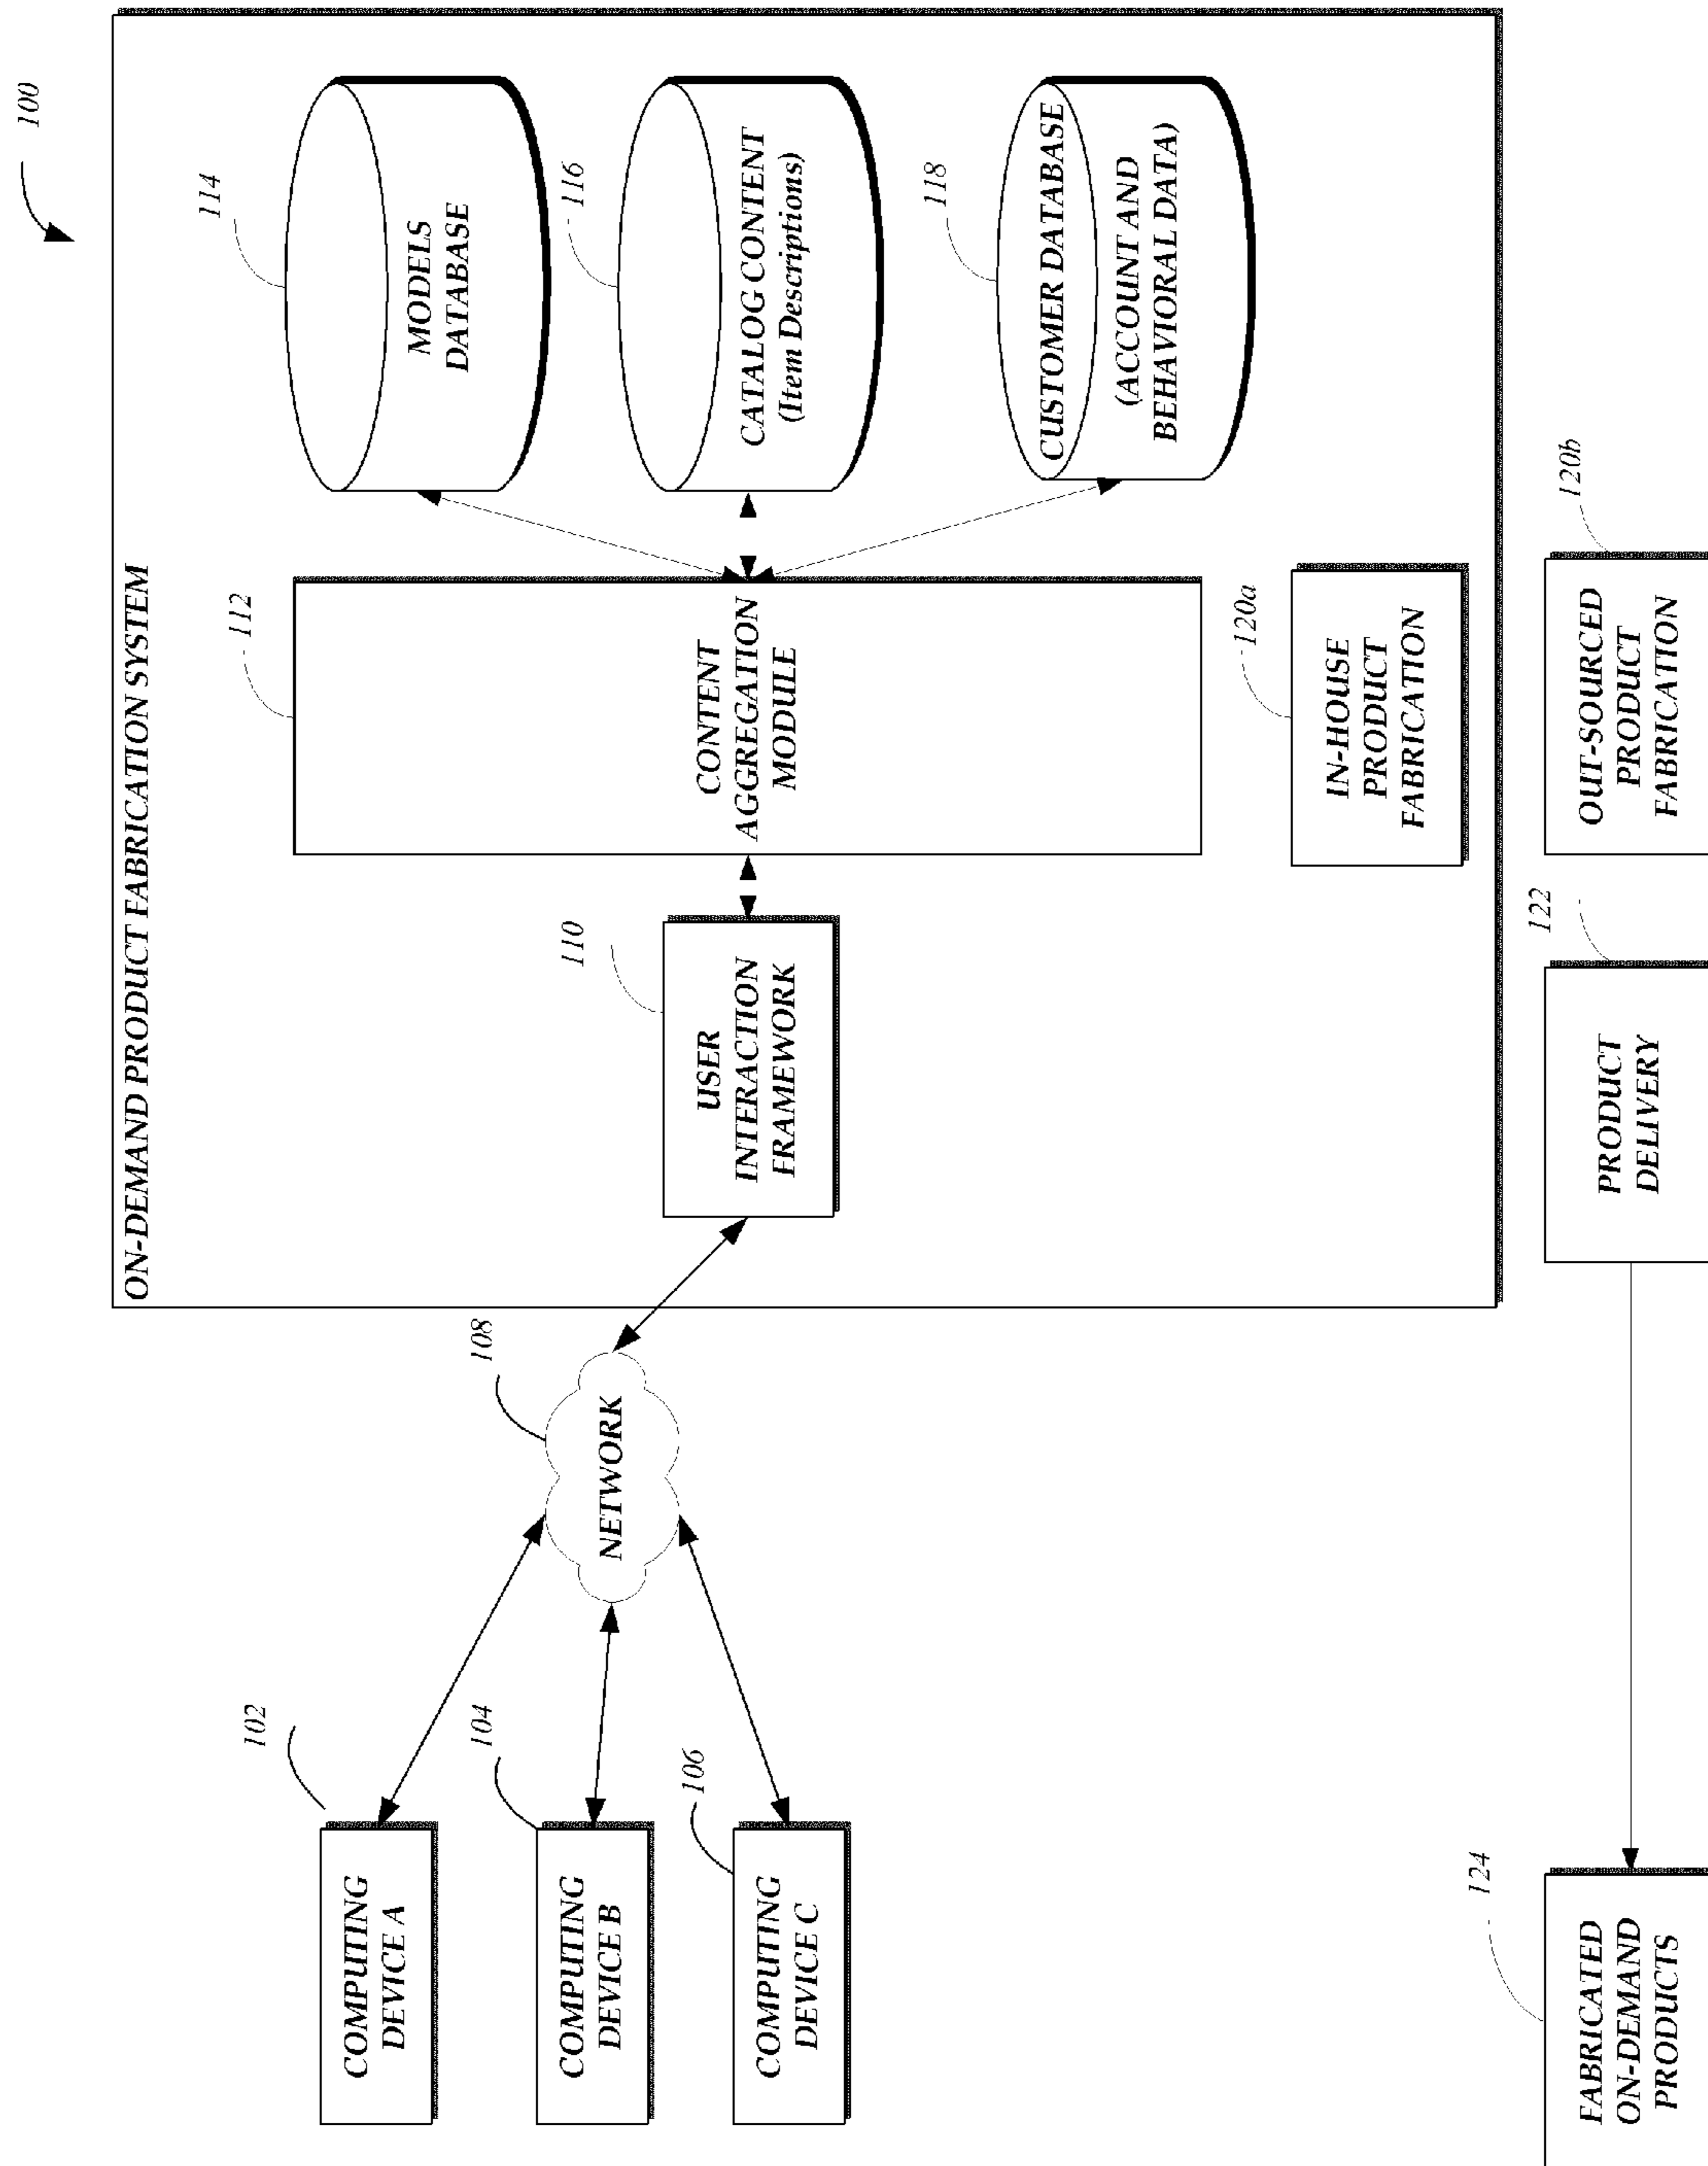 100
ON-DEMAND PRODUCT FABRICATION SYSTEM
102
COMPUTING
DEVICE A
104
COMPUTING
DEVICE B
106
COMPUTING
DEVICE C
108
NETWORK
110
USER
INTERACTION
FRAMEWORK
112
CONTENT
AGGREGATION
MODULE
114
MODELS
DATABASE
116
CATALOG CONTENT
(Item Descriptions)
118
CUSTOMER DATABASE
(ACCOUNT AND
BEHAVIORAL DATA)
120a
IN-HOUSE
PRODUCT
FABRICATION
124
FABRICATED
ON-DEMAND
PRODUCTS
122
PRODUCT
DELIVERY
120b
OUT-SOURCED
PRODUCT
FABRICATION